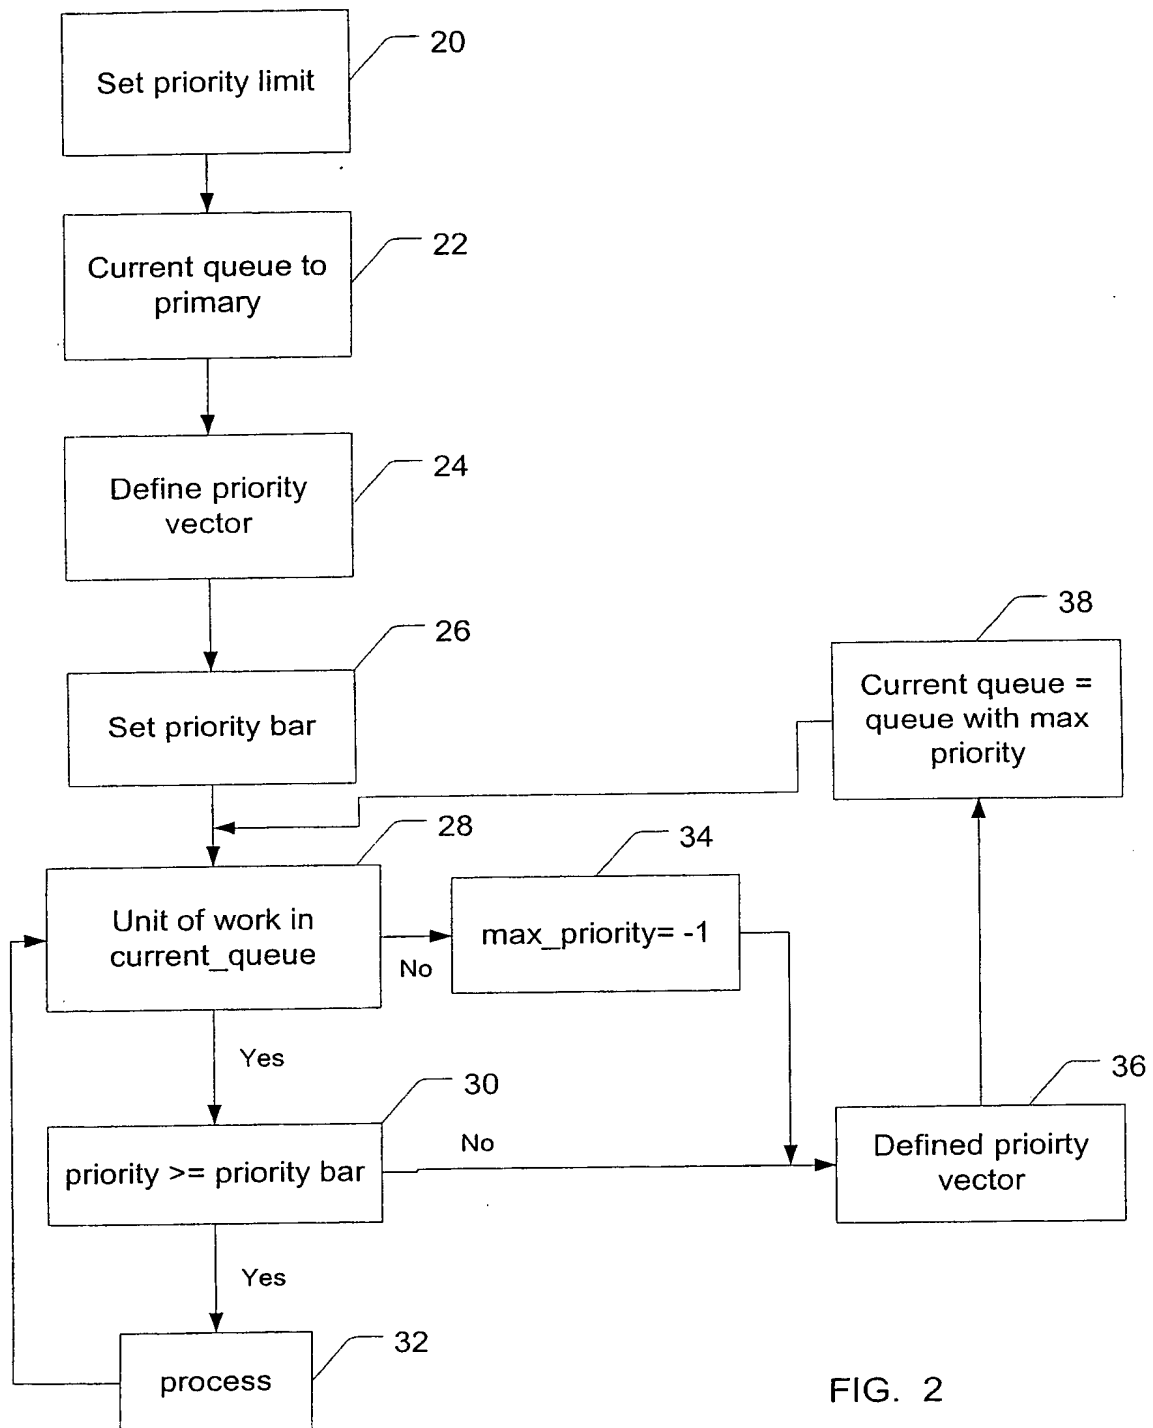 20
Set priority limit
22
Current queue to
primary
24
Define priority
vector
26
Set priority bar
38
Current queue =
queue with max
priority
28
Unit of work in
current_queue
34
max_priority= -1
No
Yes
30
priority >= priority bar
No
36
Defined prioirty
vector
Yes
32
process
FIG. 2